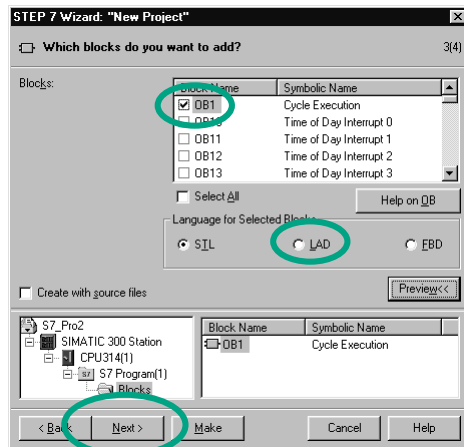 STEP 7 Wizard: "New Project"
Which blocks do you want to add? 3(4)
Blocks: Block Name Symbolic Name
OB1 Cycle Execution
OB10 Time of Day Interrupt 0
OB11 Time of Day Interrupt 1
OB12 Time of Day Interrupt 2
OB13 Time of Day Interrupt 3
Select All Help on OB
Language for Selected Blocks
STL LAD FBD
Create with source files Preview<<
S7_Pro2 Block Name Symbolic Name
SIMATIC 300 Station OB1 Cycle Execution
CPU314(1)
S7 S7 Program(1)
Blocks
< Back Next > Make Cancel Help